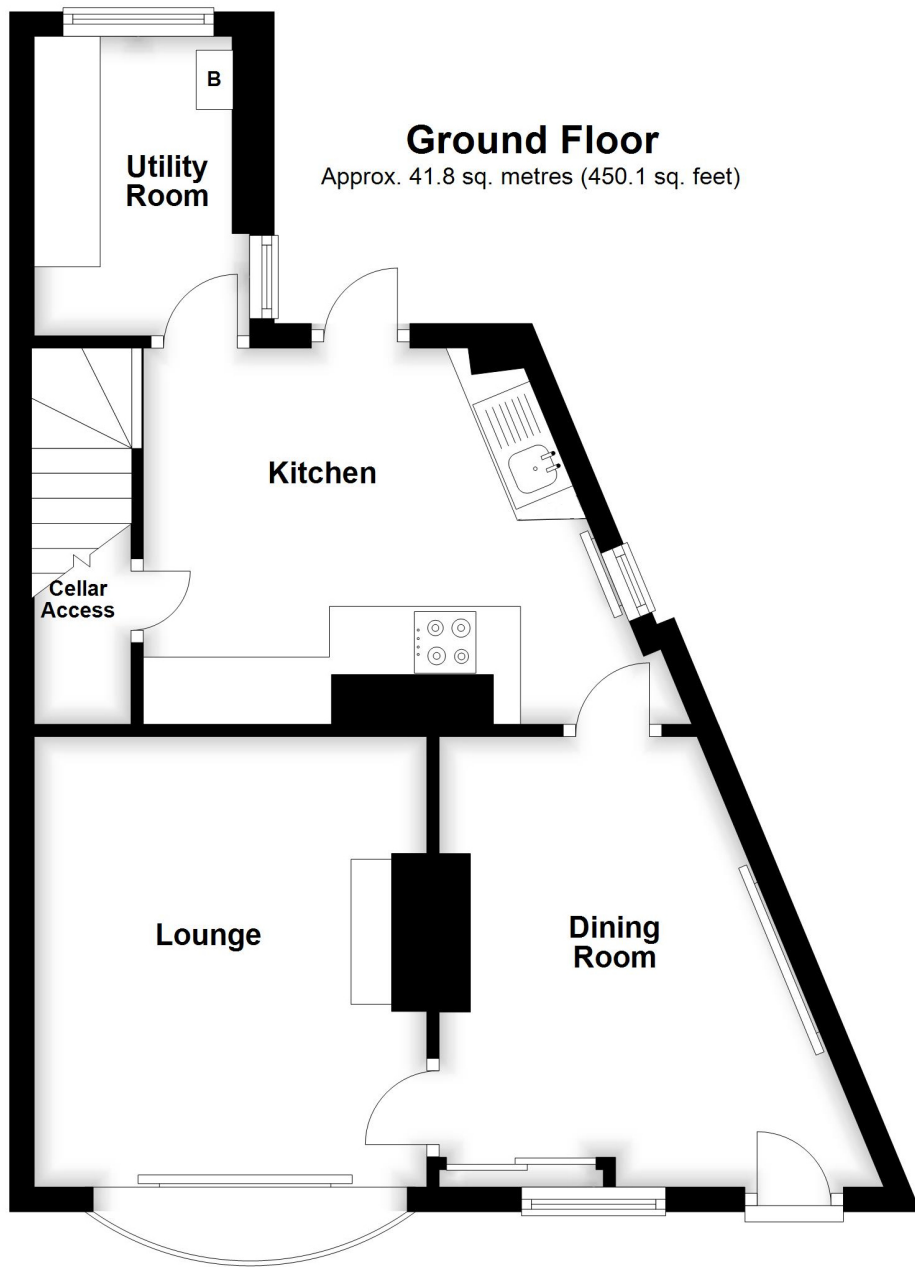 B
Ground Floor
Approx. 41.8 sq. metres (450.1 sq. feet)
Utility
Room
Kitchen
Cellar
Access
Lounge
Dining
Room